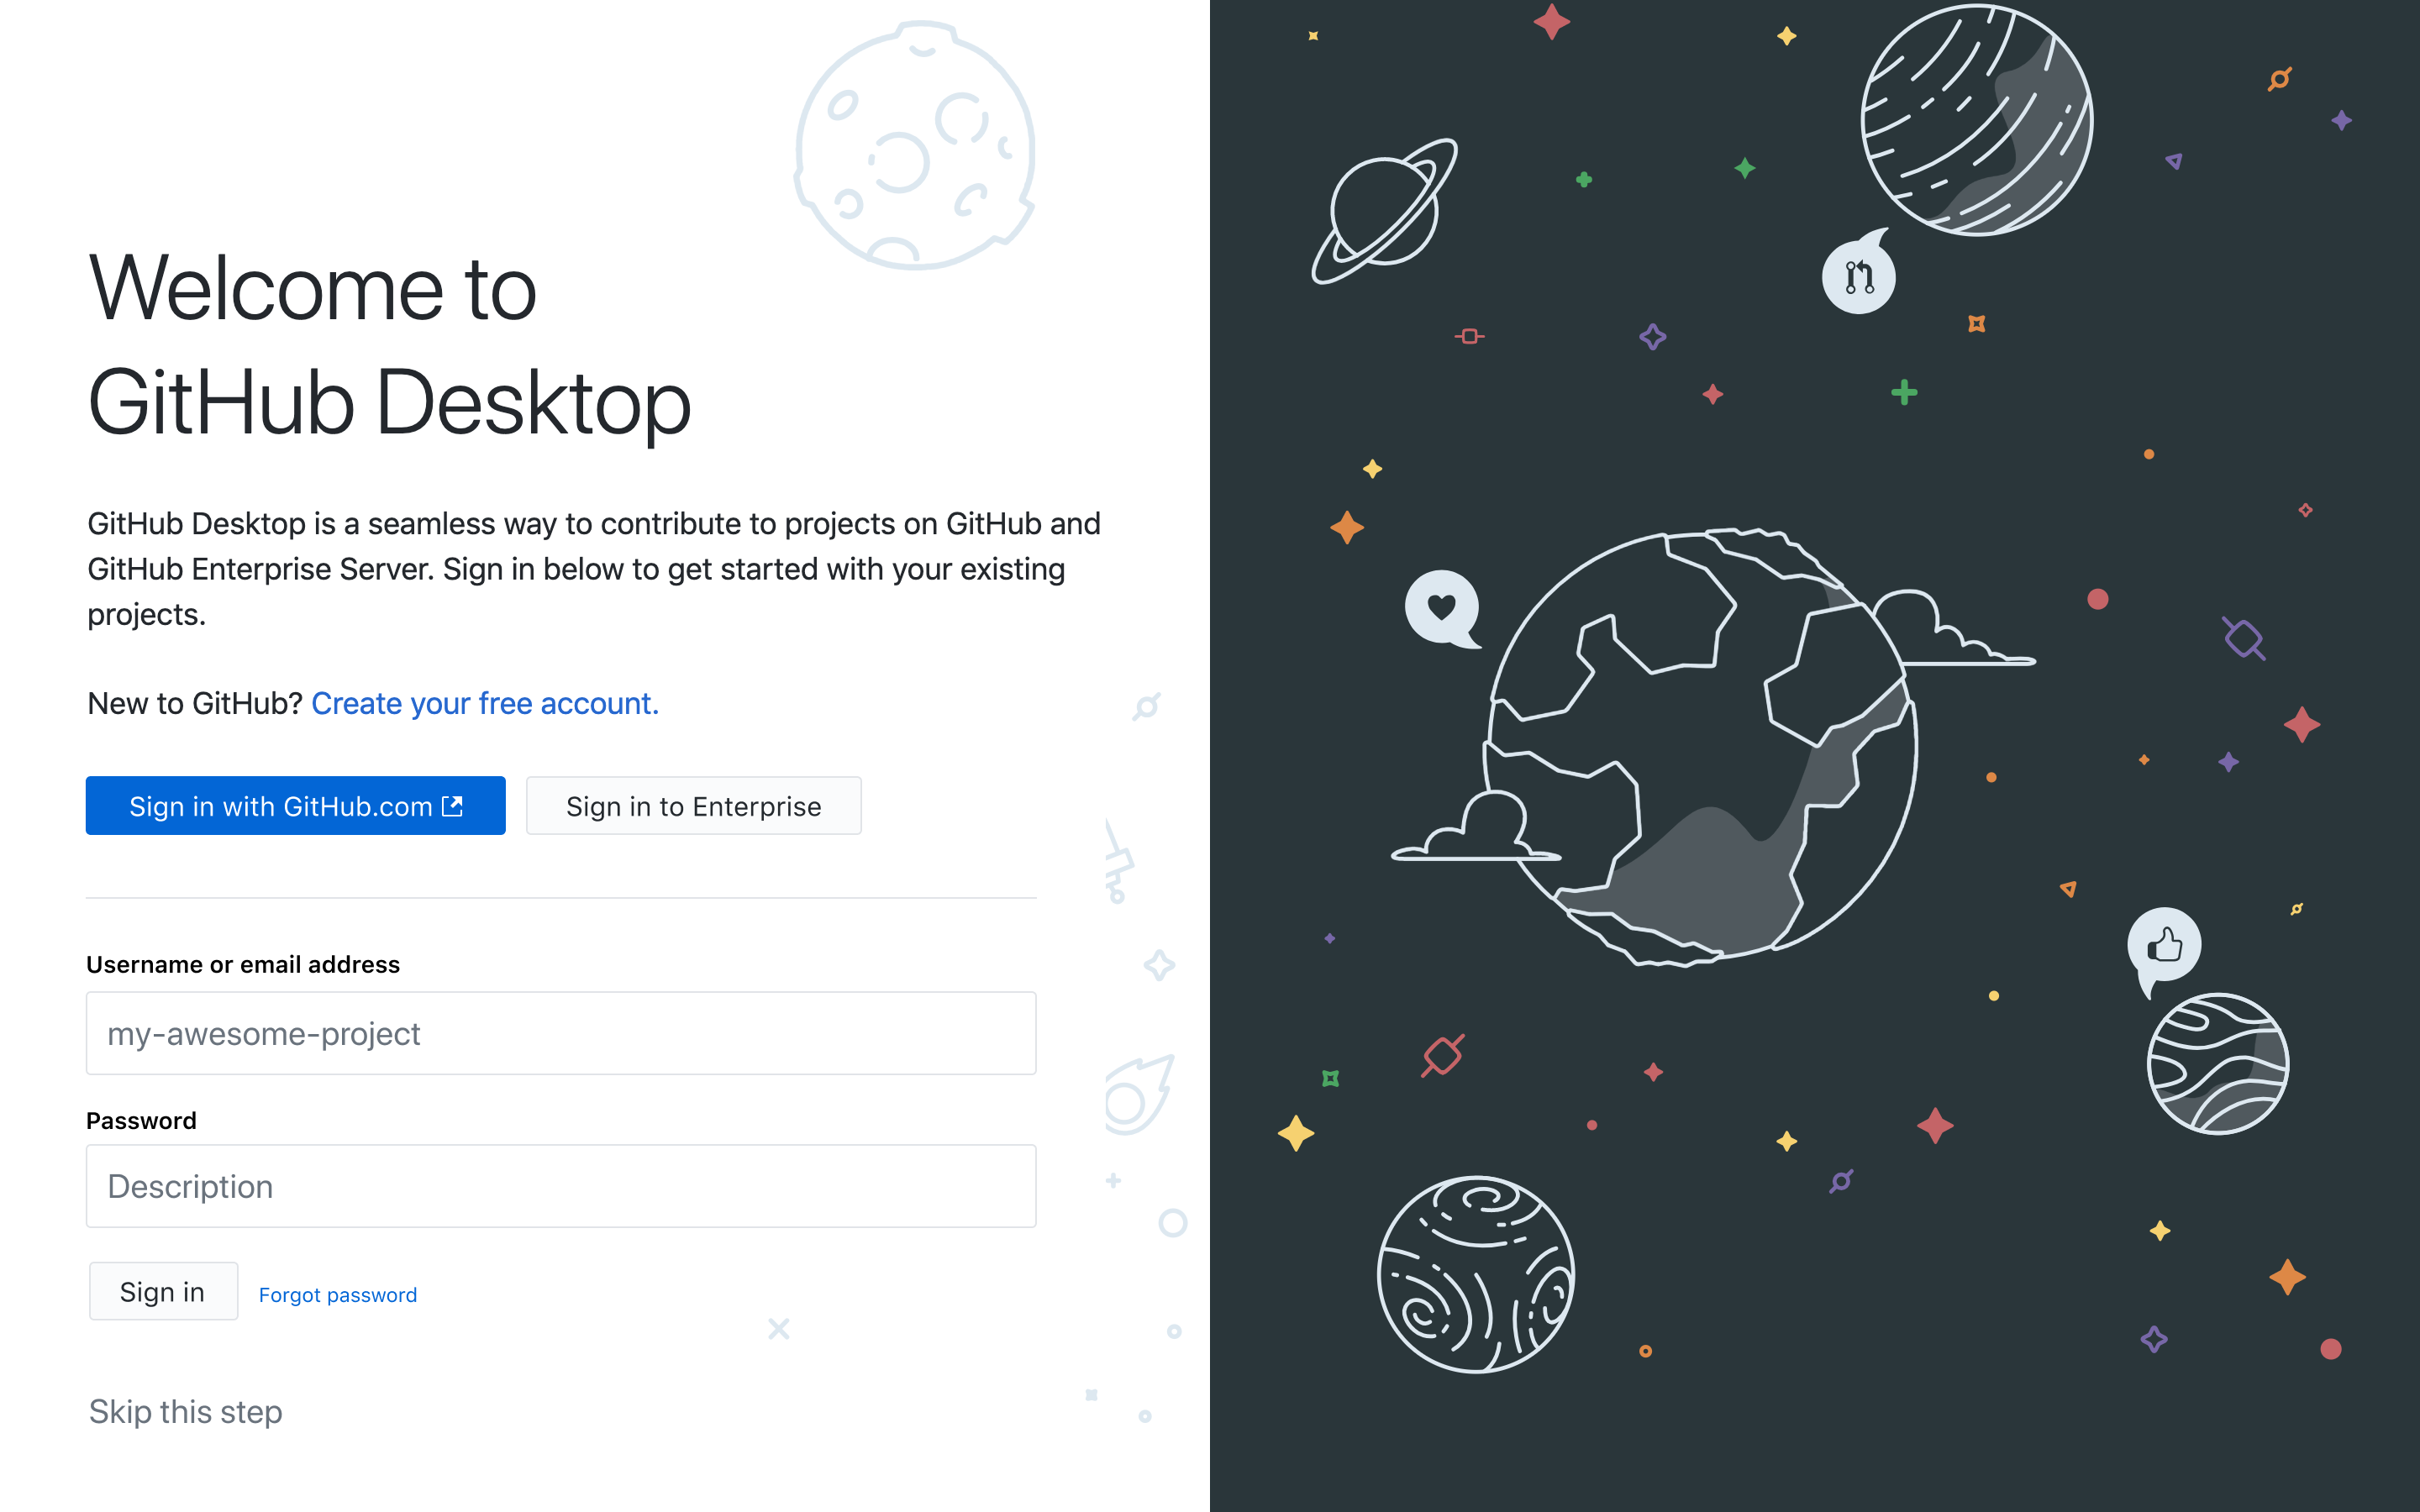 Welcome to
GitHub Desktop
GitHub Desktop is a seamless way to contribute to projects on GitHub and
GitHub Enterprise Server. Sign in below to get started with your existing
projects.
New to GitHub? Create your free account.
Sign in with GitHub.com
Sign in to Enterprise
Username or email address
my-awesome-project
Password
Description
Sign in
Forgot password
Skip this step